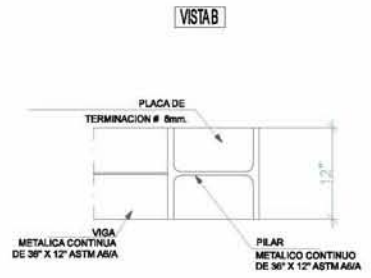 VISTA B
PLACA DE
TERMINACION # 8mm.
12"
VIGA
METALICA CONTINUA
DE 36" X 12" ASTM A6/A
PILAR
METALICO CONTINUO
DE 36" X 12" ASTM A6/A